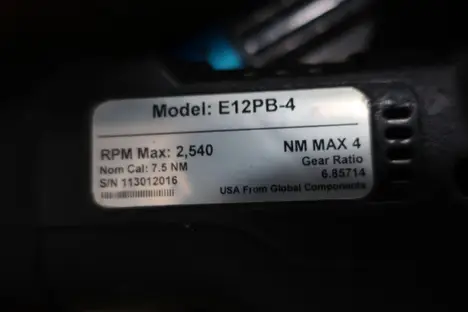 Model: E12PB-4
RPM Max: 2,540
NM MAX 4
Nom Cal: 7.5 NM
Gear Ratio
S/N 113012016
6.85714
USA From Global Components